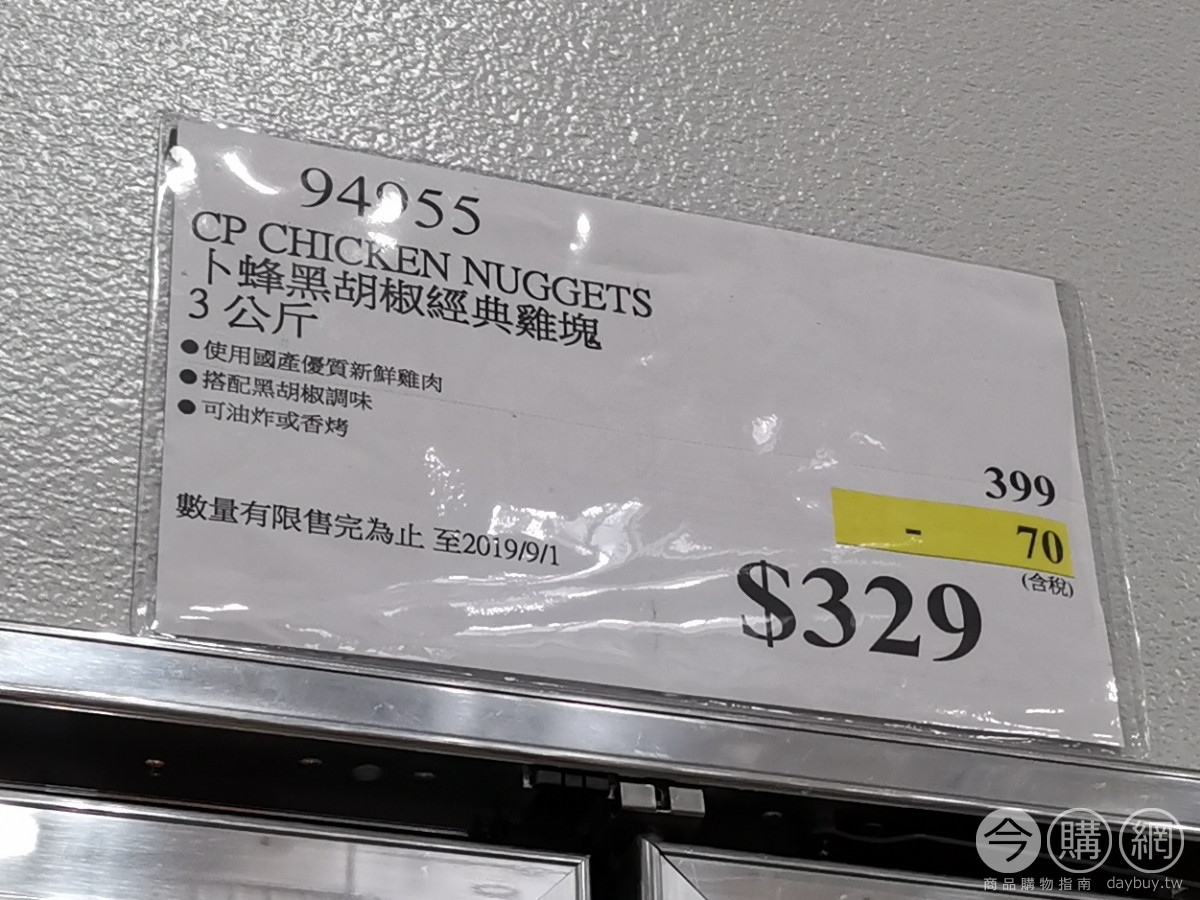 94955
CP CHICKEN NUGGETS
卜蜂黑胡椒經典雞塊
3 公斤
●使用國產優質新鮮雞肉
●搭配黑胡椒調味
●可油炸或香烤
399
- 70
(含稅)
數量有限售完為止 至2019/9/1
$329
今購網
商品購物指南 daybuy.tw